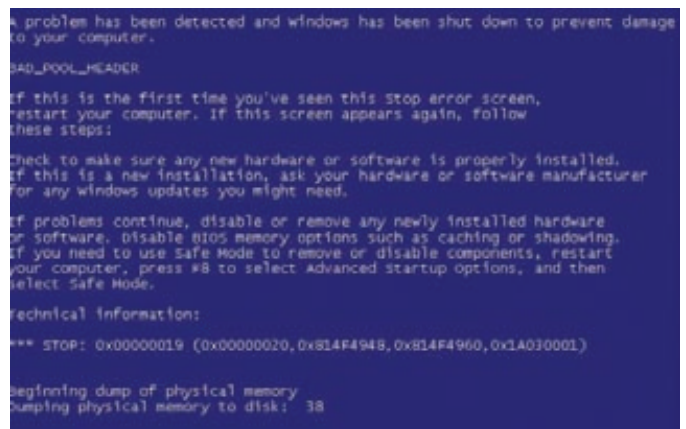 A problem has been detected and windows has been shut down to prevent damage
to your computer.
BAD_POOL_HEADER
If this is the first time you've seen this Stop error screen,
restart your computer. If this screen appears again, follow
these steps:
Check to make sure any new hardware or software is properly installed.
If this is a new installation, ask your hardware or software manufacturer
for any windows updates you might need.
If problems continue, disable or remove any newly installed hardware
or software. Disable BIOS memory options such as caching or shadowing.
If you need to use Safe Mode to remove or disable components, restart
your computer, press F8 to select Advanced Startup Options, and then
select Safe Mode.
Technical information:
*** STOP: 0x00000019 (0x00000020,0x814F4948,0x814F4960,0x1A030001)
Beginning dump of physical memory
Dumping physical memory to disk: 38